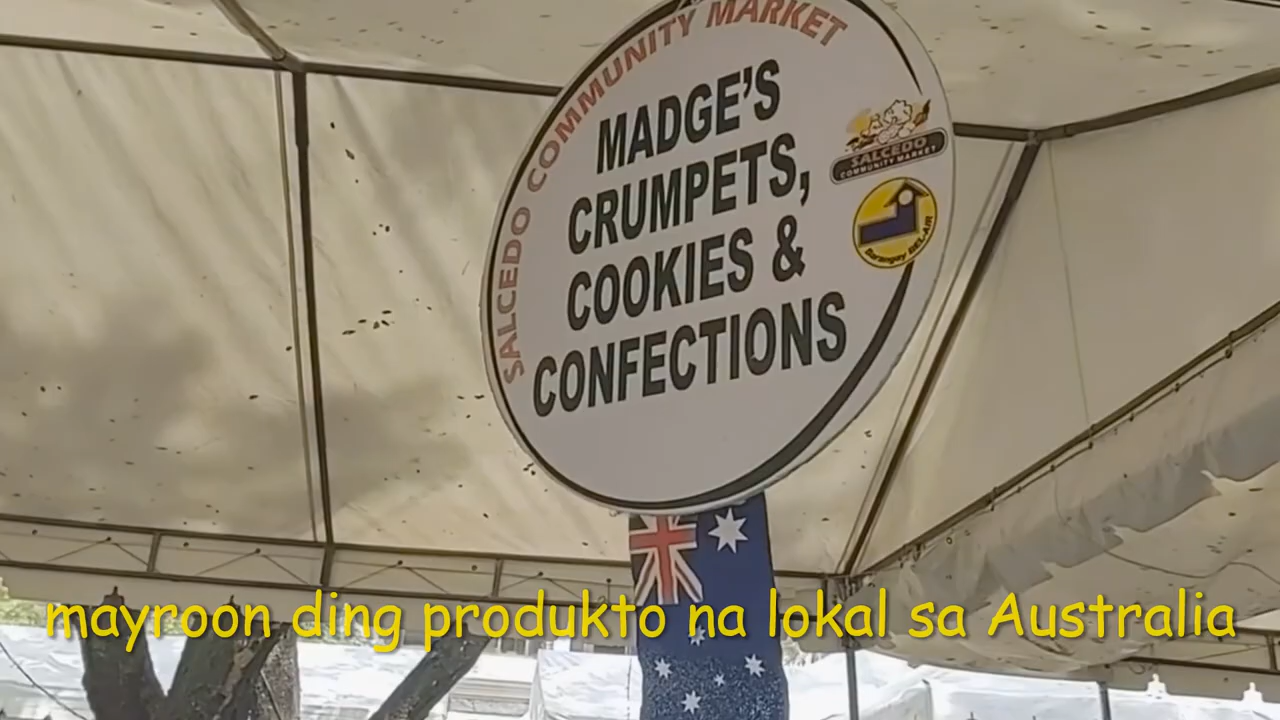 SALCEDO COMMUNITY MARKET
MADGE'S
CRUMPETS,
COOKIES &
CONFECTIONS
SALCEDO
COMMUNITY MARKET
Barangay BEL-AIR
mayroon ding produkto na lokal sa Australia